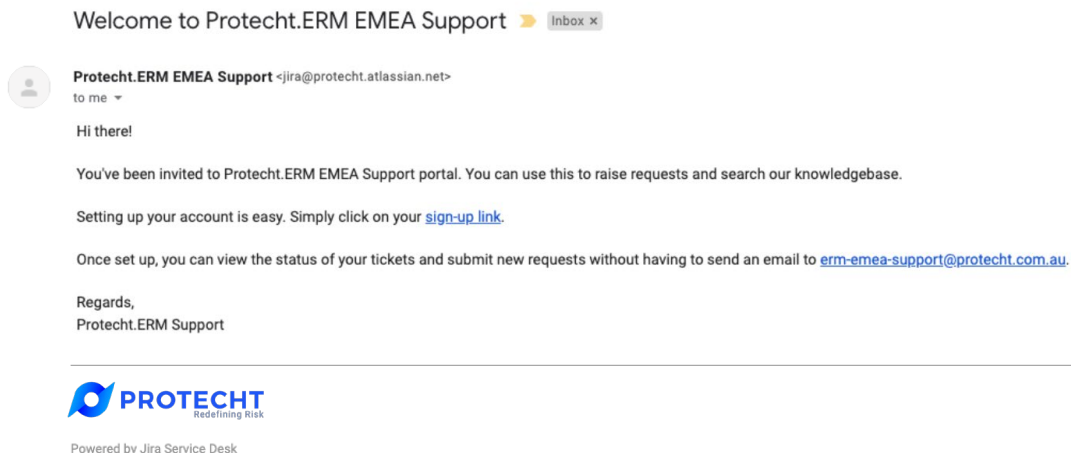 Welcome to Protecht.ERM EMEA Support Inbox ×
Protecht.ERM EMEA Support <jira@protecht.atlassian.net>
to me
Hi there!
You've been invited to Protecht.ERM EMEA Support portal. You can use this to raise requests and search our knowledgebase.
Setting up your account is easy. Simply click on your sign-up link.
Once set up, you can view the status of your tickets and submit new requests without having to send an email to erm-emea-support@protecht.com.au.
Regards,
Protecht.ERM Support
PROTECHT
Redefining Risk
Powered by Jira Service Desk